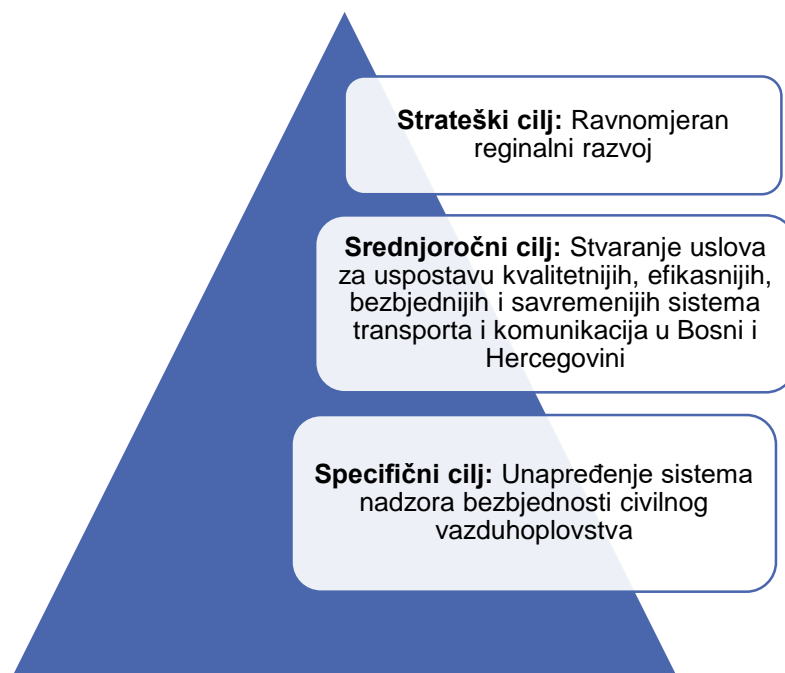 Strateški cilj: Ravnomjeran
reginalni razvoj
Srednjoročni cilj: Stvaranje uslova
za uspostavu kvalitetnijih, efikasnijih,
bezbjednijih i savremenijih sistema
transporta i komunikacija u Bosni i
Hercegovini
Specifični cilj: Unapređenje sistema
nadzora bezbjednosti civilnog
vazduhoplovstva